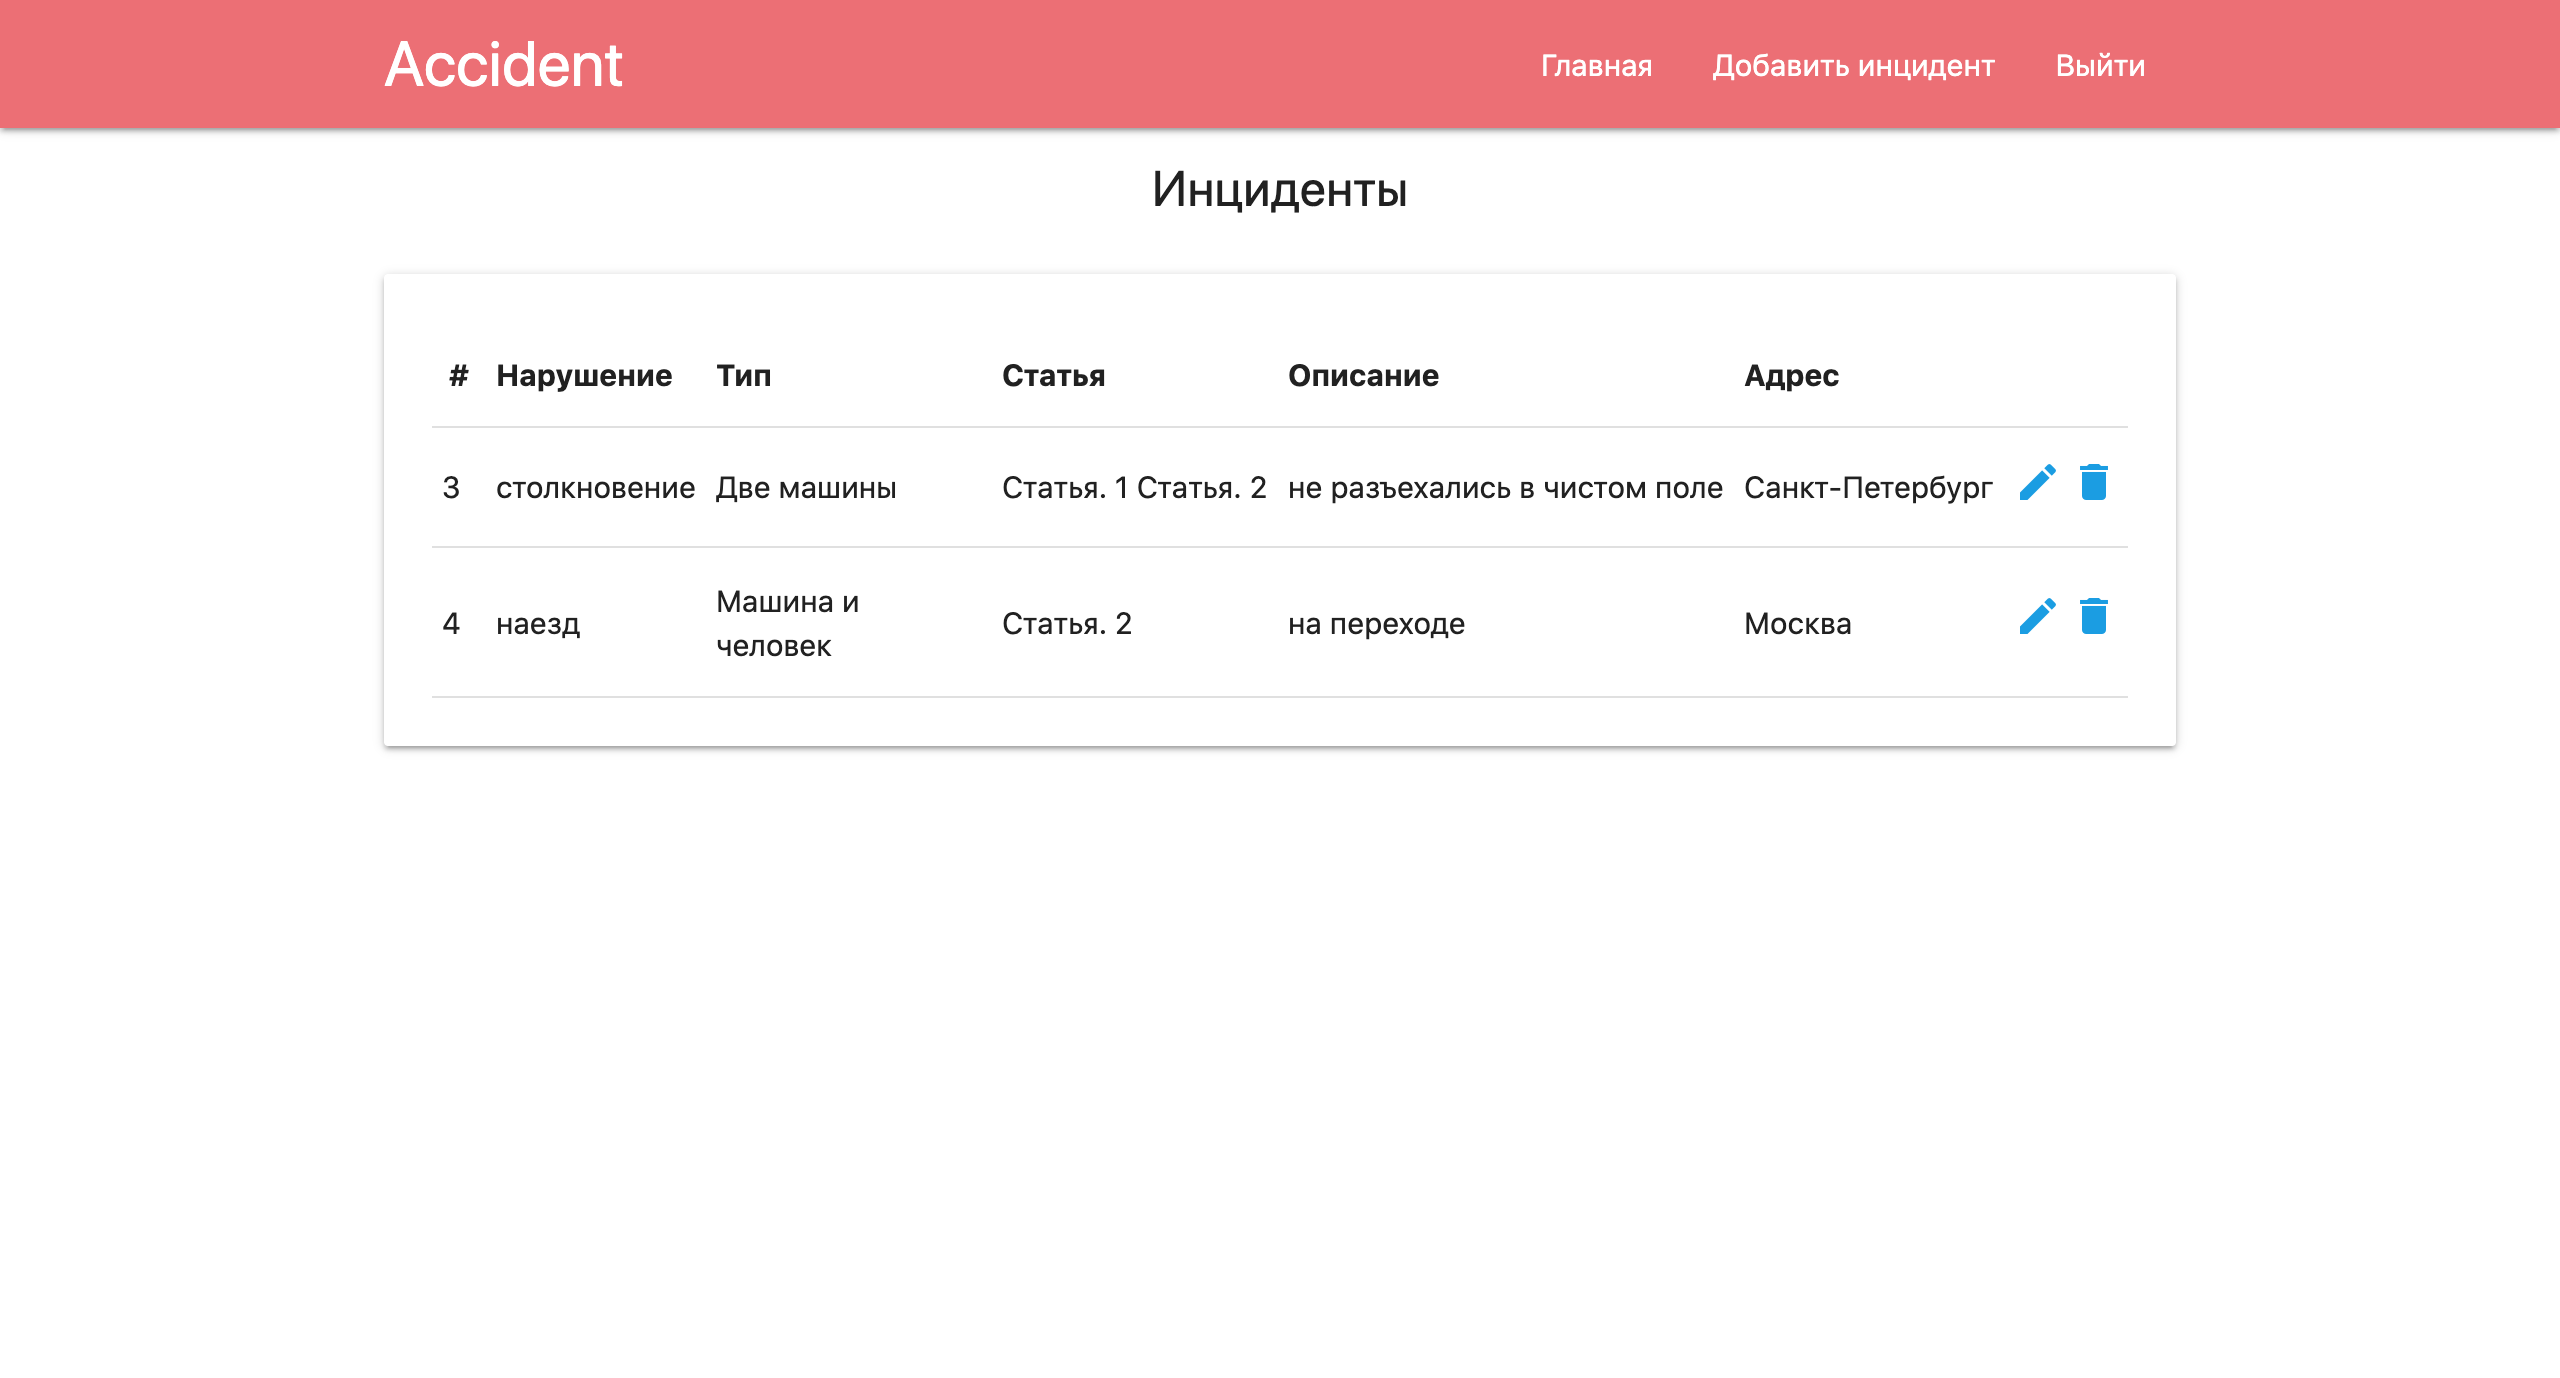 Accident Главная Добавить инцидент Выйти
Инциденты
# Нарушение Тип Статья Описание Адрес
3 столкновение Две машины Статья. 1 Статья. 2 не разъехались в чистом поле Санкт-Петербург
4 наезд Машина и человек Статья. 2 на переходе Москва